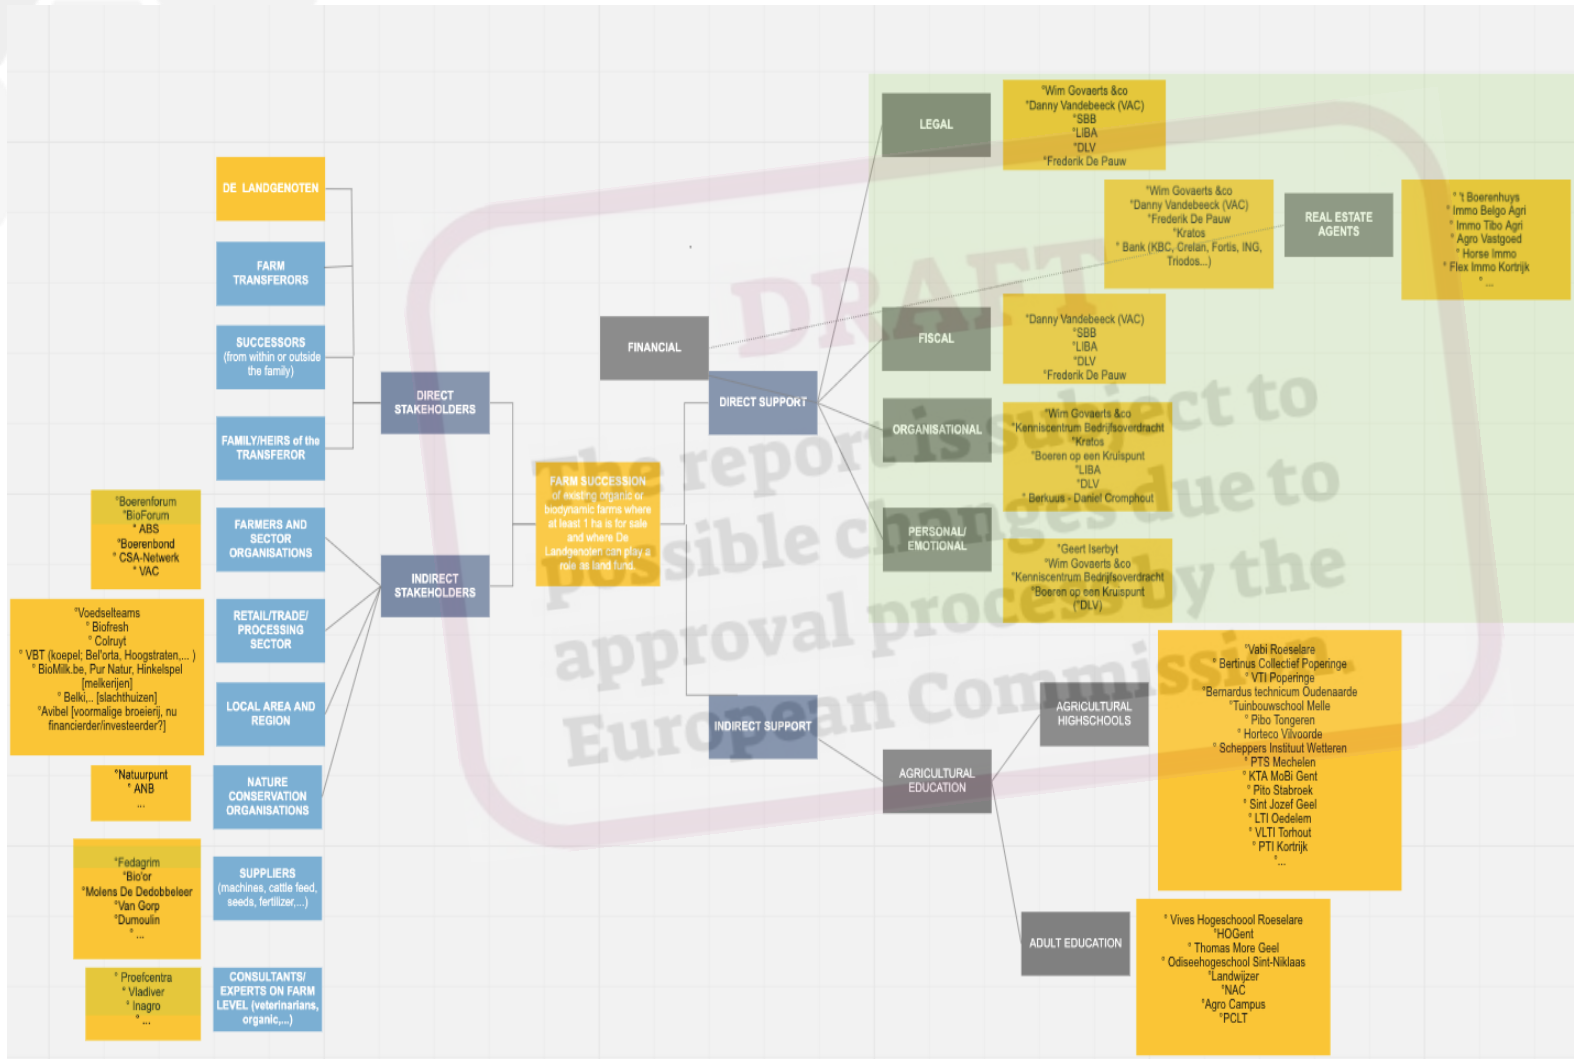 DE LANDGENOTEN
FARM
TRANSFERORS
SUCCESSORS
(from within or outside
the family)
FAMILY/HEIRS of the
TRANSFEROR
DIRECT
STAKEHOLDERS
°Boerenforum
°BioForum
° ABS
°Boerenbond
° CSA-Netwerk
° VAC
FARMERS AND
SECTOR
ORGANISATIONS
°Voedselteams
° Biofresh
° Colruyt
° VBT (koepel; Bel'orta, Hoogstraten,... )
° BioMilk.be, Pur Natur, Hinkelspel
[melkerijen]
° Belki,.. [slachthuizen]
°Avibel [voormalige broeierij, nu
financierder/investeerder?]
RETAIL/TRADE/
PROCESSING
SECTOR
LOCAL AREA AND
REGION
°Natuurpunt
° ANB
...
NATURE
CONSERVATION
ORGANISATIONS
°Fedagrim
°Bio'or
°Molens De Dedobbeleer
°Van Gorp
°Dumoulin
° ...
SUPPLIERS
(machines, cattle feed,
seeds, fertilizer,...)
° Proefcentra
° Vladiver
° Inagro
° ...
CONSULTANTS/
EXPERTS ON FARM
LEVEL (veterinarians,
organic,...)
INDIRECT
STAKEHOLDERS
FARM SUCCESSION
of existing organic or
biodynamic farms where
at least 1 ha is for sale
and where De
Landgenoten can play a
role as land fund.
FINANCIAL
DIRECT SUPPORT
INDIRECT SUPPORT
LEGAL
°Wim Govaerts &co
°Danny Vandebeeck (VAC)
°SBB
°LIBA
°DLV
°Frederik De Pauw
°Wim Govaerts &co
°Danny Vandebeeck (VAC)
°Frederik De Pauw
°Kratos
° Bank (KBC, Crelan, Fortis, ING,
Triodos...)
REAL ESTATE
AGENTS
° 't Boerenhuys
° Immo Belgo Agri
° Immo Tibo Agri
° Agro Vastgoed
° Horse Immo
° Flex Immo Kortrijk
° ...
FISCAL
°Danny Vandebeeck (VAC)
°SBB
°LIBA
°DLV
°Frederik De Pauw
ORGANISATIONAL
°Wim Govaerts &co
°Kenniscentrum Bedrijfsoverdracht
°Kratos
°Boeren op een Kruispunt
°LIBA
°DLV
° Berkuus - Daniel Cromphout
PERSONAL/
EMOTIONAL
°Geert Iserbyt
°Wim Govaerts &co
°Kenniscentrum Bedrijfsoverdracht
°Boeren op een Kruispunt
(°DLV)
AGRICULTURAL
EDUCATION
AGRICULTURAL
HIGHSCHOOLS
°Vabi Roeselare
° Bertinus Collectief Poperinge
° VTI Poperinge
°Bernardus technicum Oudenaarde
°Tuinbouwschool Melle
° Pibo Tongeren
° Horteco Vilvoorde
° Scheppers Instituut Wetteren
° PTS Mechelen
° KTA MoBi Gent
° Pito Stabroek
° Sint Jozef Geel
° LTI Oedelem
° VLTI Torhout
° PTI Kortrijk
°...
ADULT EDUCATION
° Vives Hogeschoool Roeselare
°HOGent
° Thomas More Geel
° Odiseehogeschool Sint-Niklaas
°Landwijzer
°NAC
°Agro Campus
°PCLT
DRAFT
The report is subject to
possible changes due to
approval process by the
European Commission.